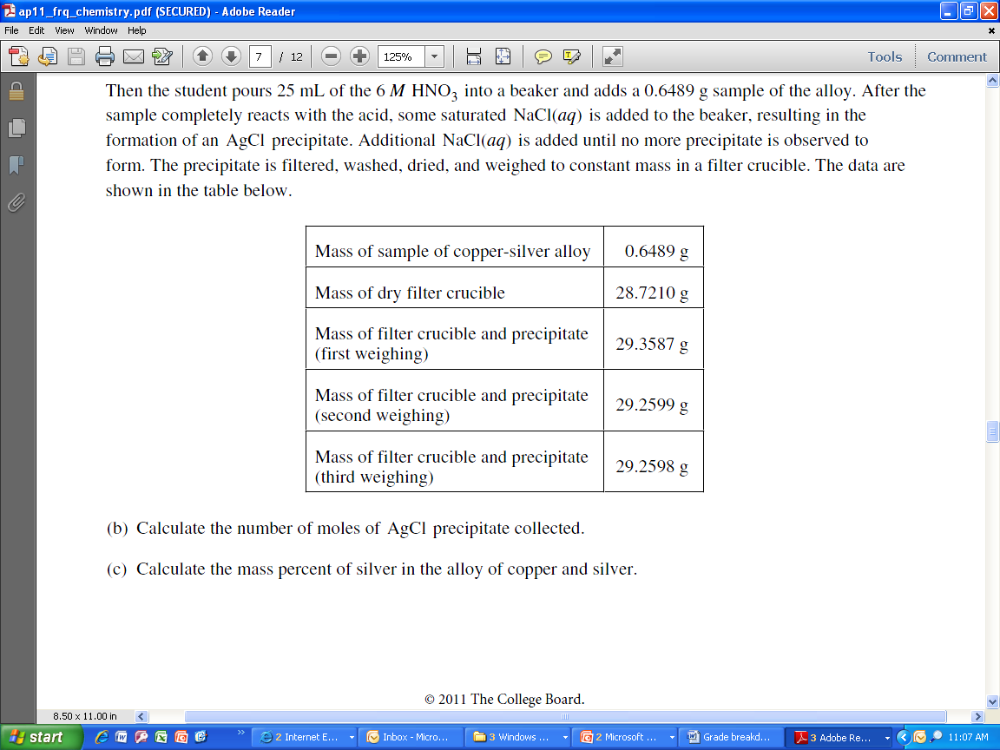 ap11_frq_chemistry.pdf (SECURED) - Adobe Reader
File Edit View Window Help
7 / 12 125% Tools Comment
Then the student pours 25 mL of the 6 M HNO₃ into a beaker and adds a 0.6489 g sample of the alloy. After the
sample completely reacts with the acid, some saturated NaCl(aq) is added to the beaker, resulting in the
formation of an AgCl precipitate. Additional NaCl(aq) is added until no more precipitate is observed to
form. The precipitate is filtered, washed, dried, and weighed to constant mass in a filter crucible. The data are
shown in the table below.
Mass of sample of copper-silver alloy 0.6489 g
Mass of dry filter crucible 28.7210 g
Mass of filter crucible and precipitate
(first weighing) 29.3587 g
Mass of filter crucible and precipitate
(second weighing) 29.2599 g
Mass of filter crucible and precipitate
(third weighing) 29.2598 g
(b) Calculate the number of moles of AgCl precipitate collected.
(c) Calculate the mass percent of silver in the alloy of copper and silver.
© 2011 The College Board.
8.50 x 11.00 in
start 2 Internet E... Inbox - Micro... 3 Windows ... 2 Microsoft ... Grade breakd... 3 Adobe Re... 11:07 AM